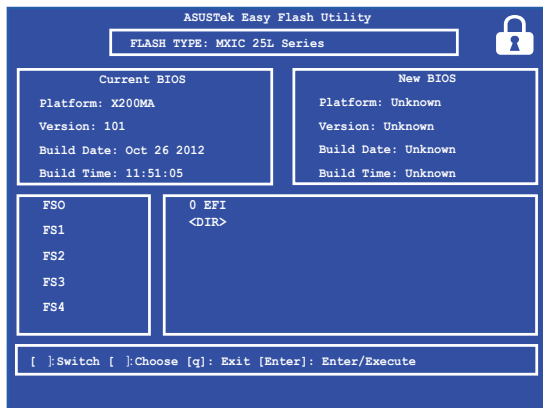 ASUSTek Easy Flash Utility
FLASH TYPE: MXIC 25L Series
Current BIOS
Platform: X200MA
Version: 101
Build Date: Oct 26 2012
Build Time: 11:51:05
New BIOS
Platform: Unknown
Version: Unknown
Build Date: Unknown
Build Time: Unknown
FSO
FS1
FS2
FS3
FS4
0 EFI
<DIR>
[ ]:Switch [ ]:Choose [q]: Exit [Enter]: Enter/Execute